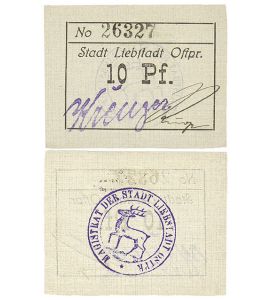 No 26327
Stadt Liebstadt Ostpr.
10 Pf.
MAGISTRAT DER STADT LIEBSTADT OSTPR.